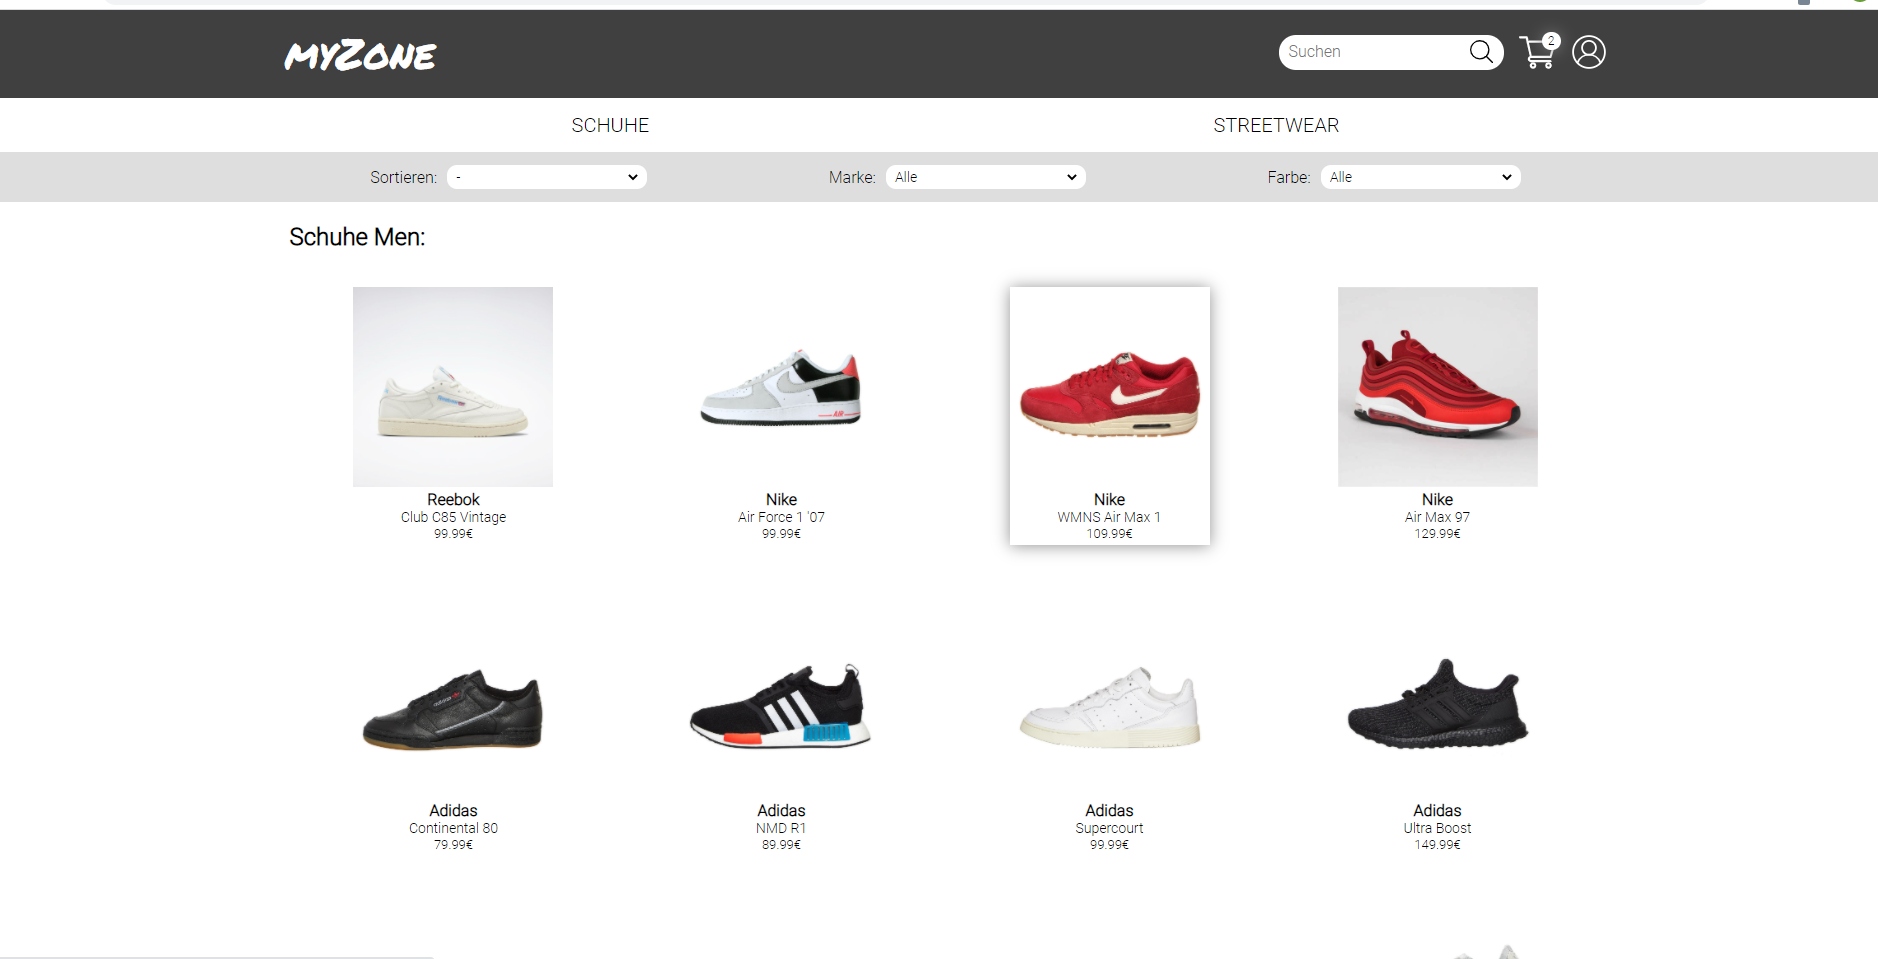 myZone
Suchen
2
SCHUHE STREETWEAR
Sortieren: - Marke: Alle Farbe: Alle
Schuhe Men:
AIR
Reebok Nike Nike Nike
Club C85 Vintage Air Force 1 '07 WMNS Air Max 1 Air Max 97
99.99€ 99.99€ 109.99€ 129.99€
Adidas Adidas Adidas Adidas
Continental 80 NMD R1 Supercourt Ultra Boost
79.99€ 89.99€ 99.99€ 149.99€